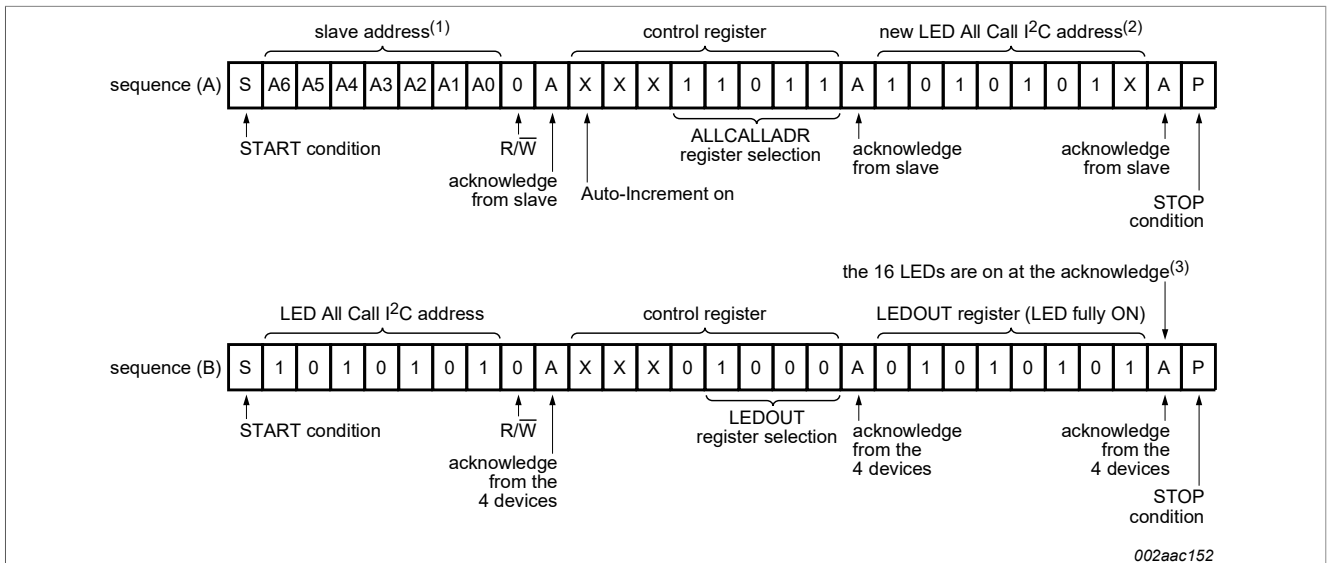 slave address(1) control register new LED All Call I²C address(2)
sequence (A) S A6 A5 A4 A3 A2 A1 A0 0 A X X X 1 1 0 1 1 A 1 0 1 0 1 0 1 X A P
START condition
R/W̅
acknowledge
from slave
Auto-Increment on
ALLCALLADR
register selection
acknowledge
from slave
acknowledge
from slave
STOP
condition
the 16 LEDs are on at the acknowledge(3)
LED All Call I²C address control register LEDOUT register (LED fully ON)
sequence (B) S 1 0 1 0 1 0 1 0 A X X X 0 1 0 0 0 A 0 1 0 1 0 1 0 1 A P
START condition
R/W̅
acknowledge
from the
4 devices
LEDOUT
register selection
acknowledge
from the
4 devices
acknowledge
from the
4 devices
STOP
condition
002aac152